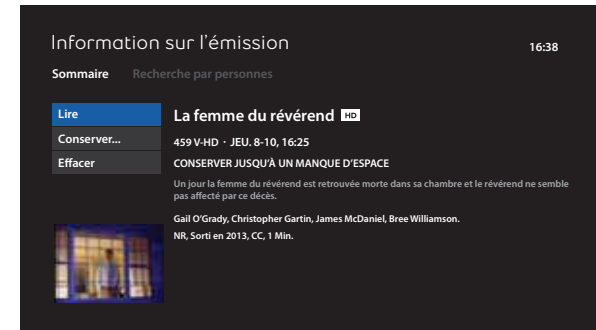 Information sur l'émission
16:38
Sommaire Recherche par personnes
Lire
Conserver...
Effacer
La femme du révérend HD
459 V-HD · JEU. 8-10, 16:25
CONSERVER JUSQU'À UN MANQUE D'ESPACE
Un jour la femme du révérend est retrouvée morte dans sa chambre et le révérend ne semble
pas affecté par ce décès.
Gail O'Grady, Christopher Gartin, James McDaniel, Bree Williamson.
NR, Sorti en 2013, CC, 1 Min.